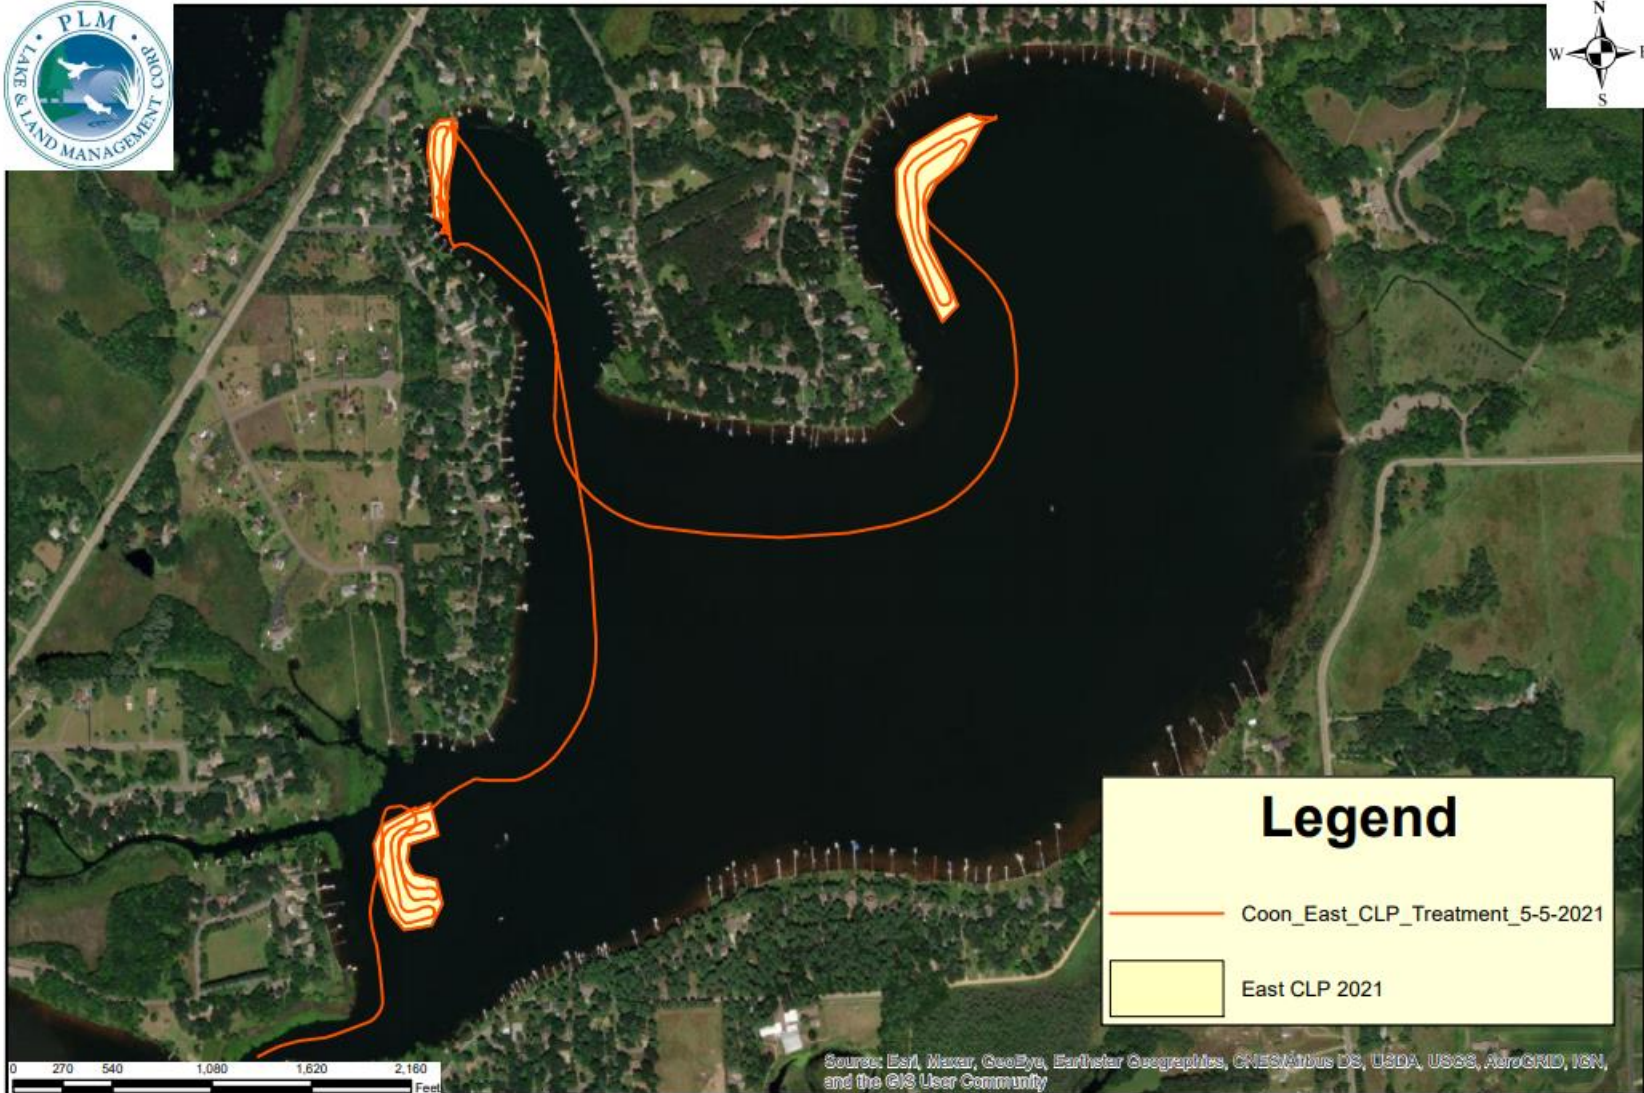 PLM
LAKE & LAND MANAGEMENT CORP
N
W E
S
Legend
Coon_East_CLP_Treatment_5-5-2021
East CLP 2021
0 270 540 1,080 1,620 2,160
Feet
Source: Esri, Maxar, GeoEye, Earthstar Geographics, CNES/Airbus DS, USDA, USGS, AeroGRID, IGN,
and the GIS User Community